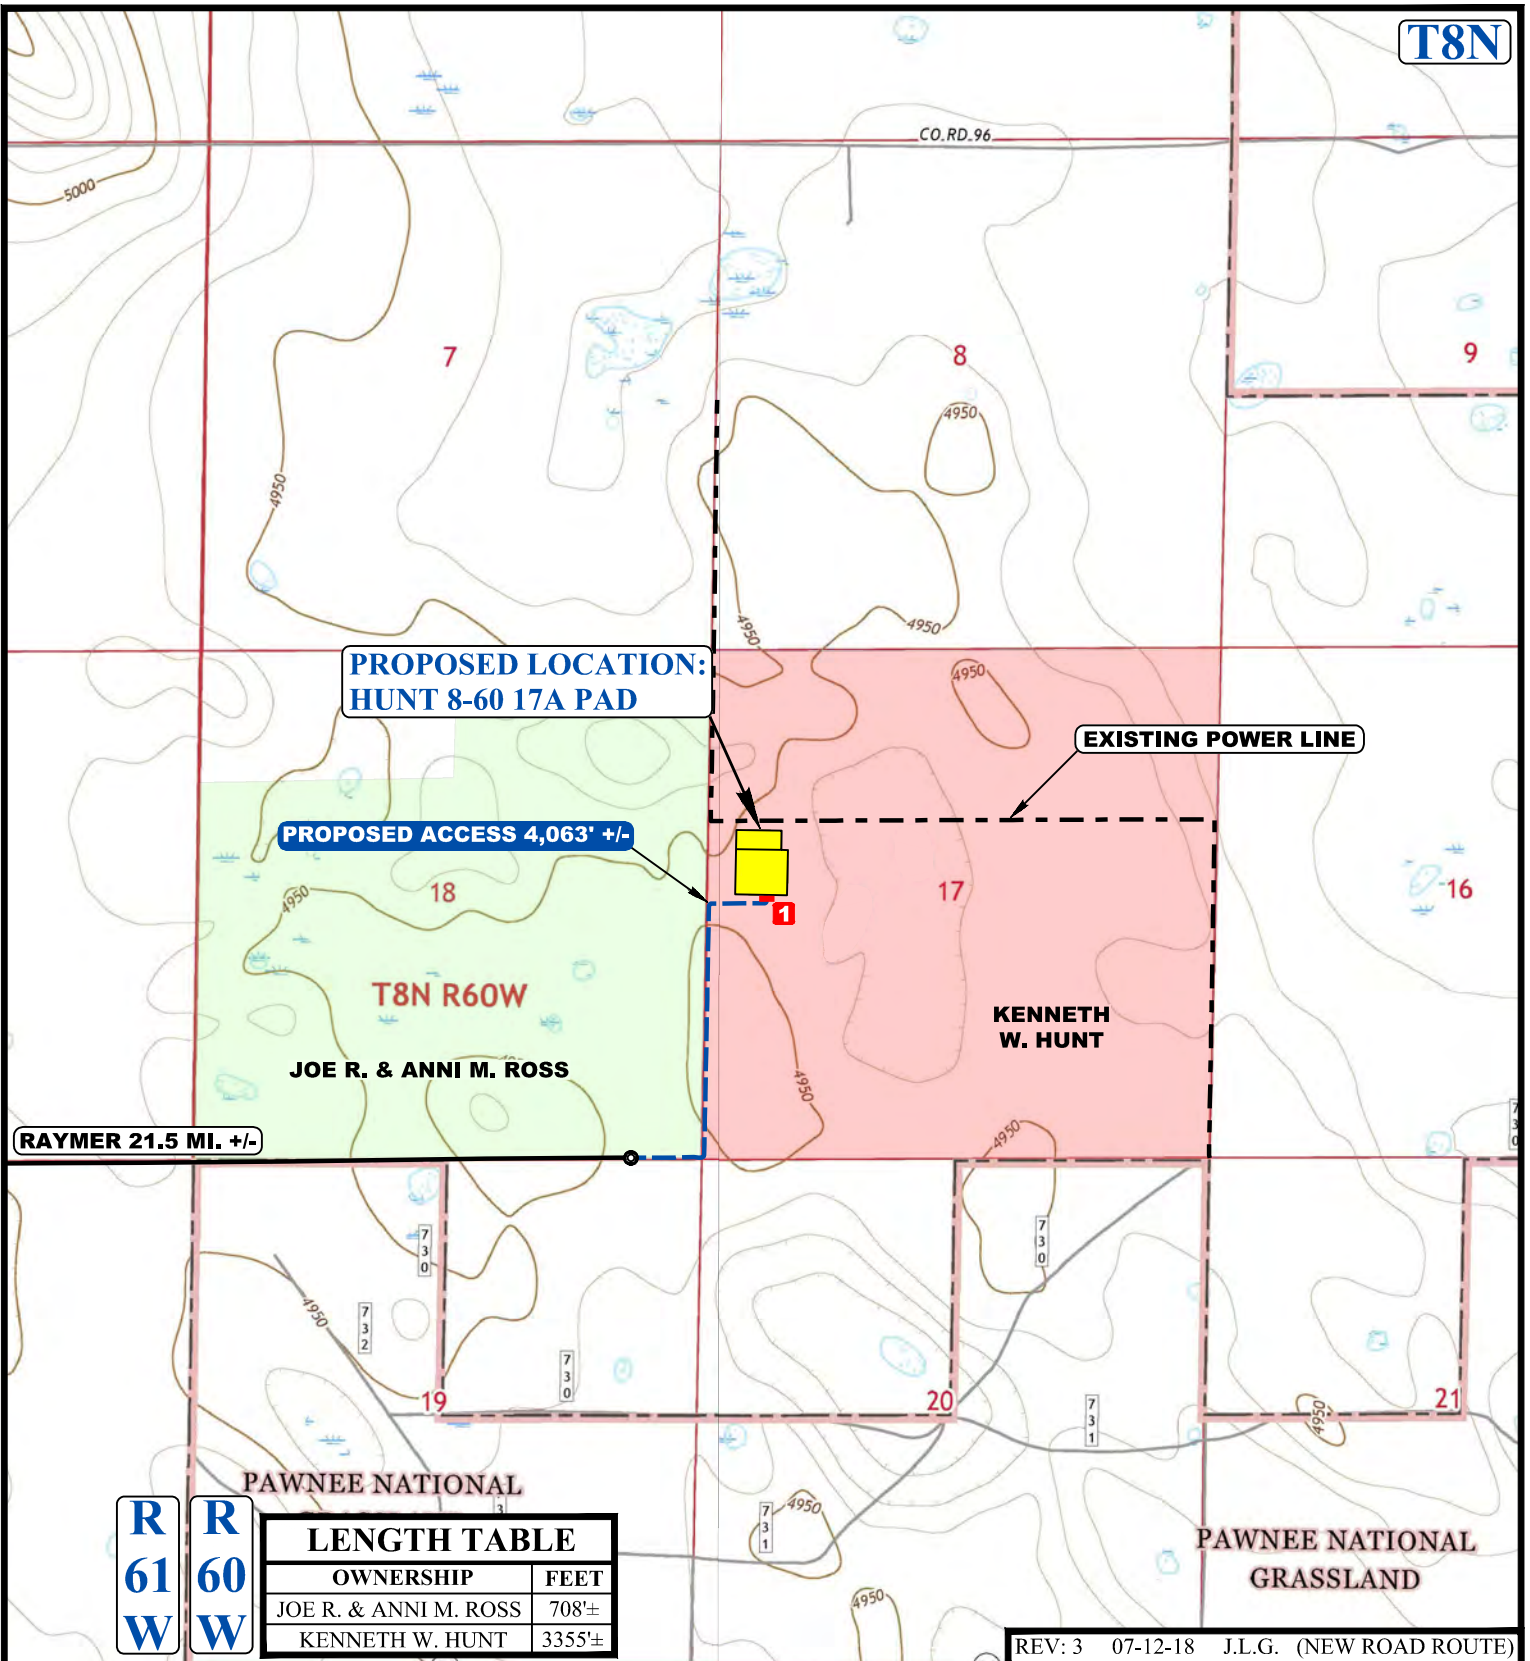 T8N
CO.RD.96
5000
7
8
9
4950
4950
4950
4950
4950
PROPOSED LOCATION:
HUNT 8-60 17A PAD
EXISTING POWER LINE
PROPOSED ACCESS 4,063' +/-
18
17
16
4950
1
T8N R60W
KENNETH
W. HUNT
JOE R. & ANNI M. ROSS
4950
4950
RAYMER 21.5 MI. +/-
730
730
730
4950
732
730
19
20
21
731
4950
PAWNEE NATIONAL
4950
731
PAWNEE NATIONAL
GRASSLAND
4950
R
61
W
R
60
W
LENGTH TABLE
OWNERSHIP FEET
JOE R. & ANNI M. ROSS 708'±
KENNETH W. HUNT 3355'±
REV: 3 07-12-18 J.L.G. (NEW ROAD ROUTE)